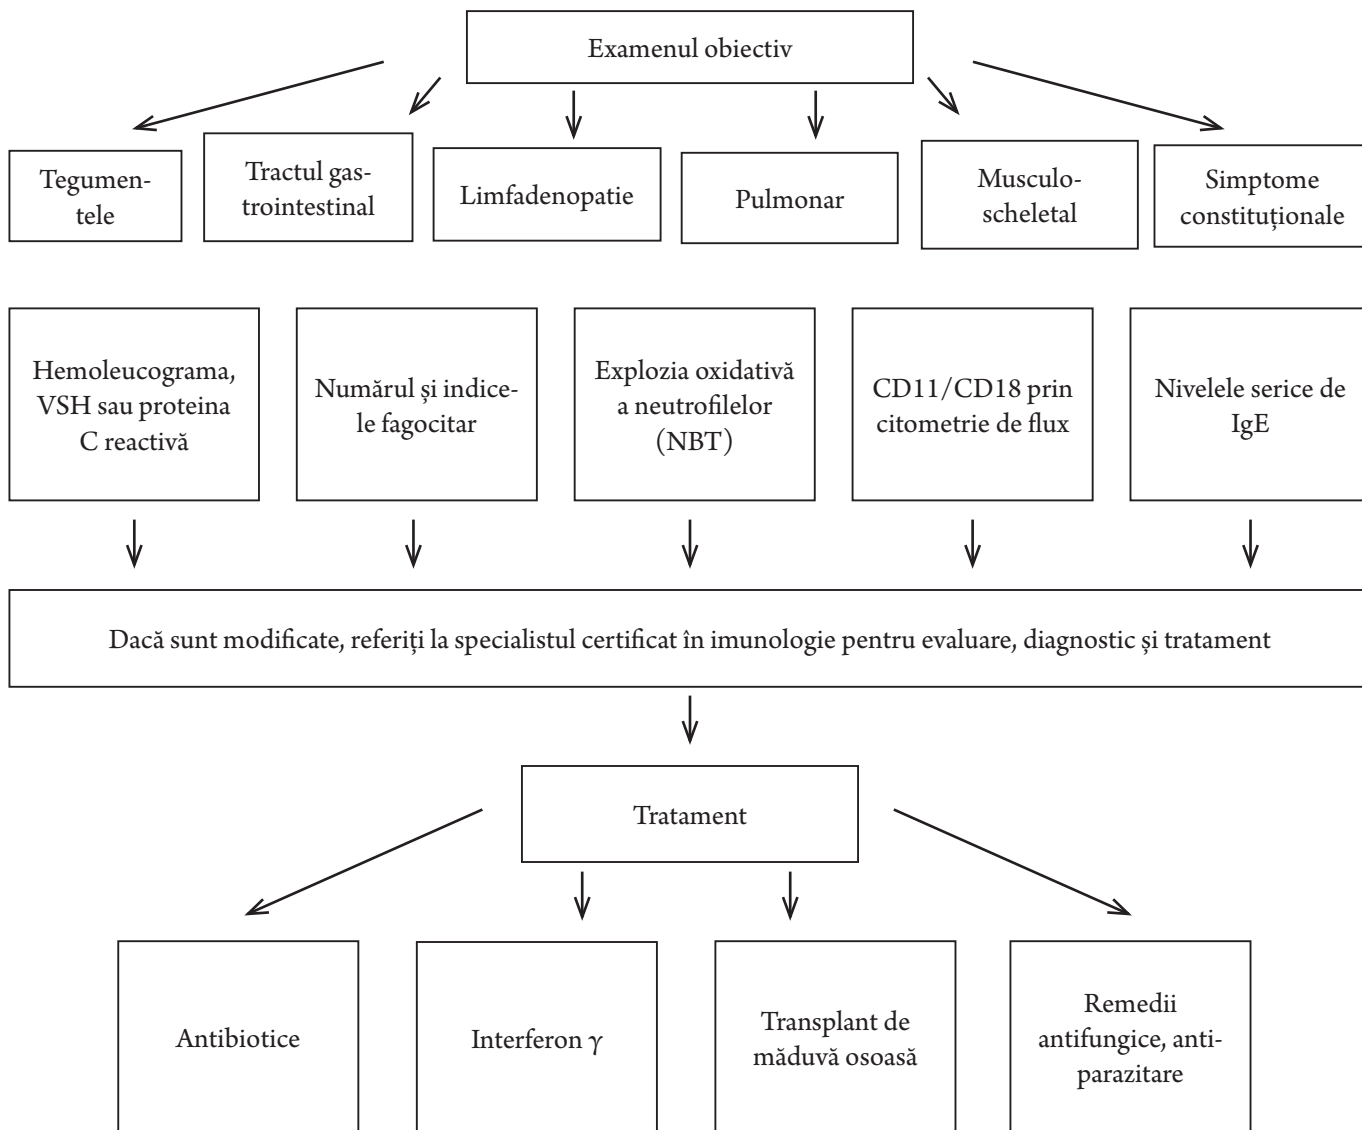 Examenul obiectiv
Tegumen-
tele
Tractul gas-
trointestinal
Limfadenopatie
Pulmonar
Musculo-
scheletal
Simptome
constituționale
Hemoleucograma,
VSH sau proteina
C reactivă
Numărul și indice-
le fagocitar
Explozia oxidativă
a neutrofilelor
(NBT)
CD11/CD18 prin
citometrie de flux
Nivelele serice de
IgE
Dacă sunt modificate, referiți la specialistul certificat în imunologie pentru evaluare, diagnostic și tratament
Tratament
Antibiotice
Interferon γ
Transplant de
măduvă osoasă
Remedii
antifungice, anti-
parazitare